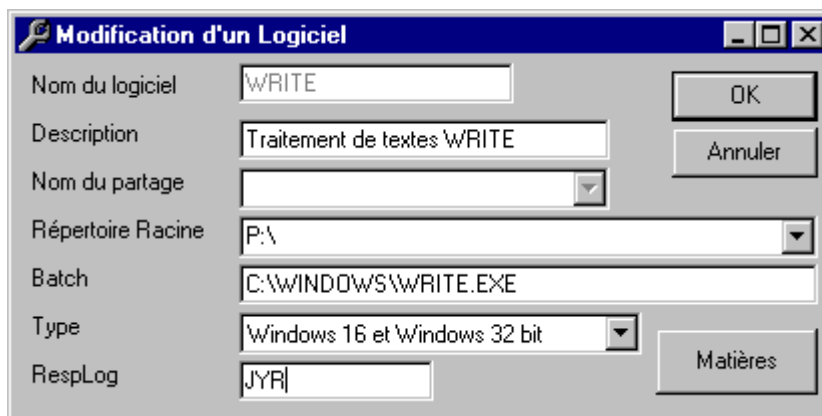 Modification d'un Logiciel
Nom du logiciel WRITE
OK
Description Traitement de textes WRITE
Annuler
Nom du partage
Répertoire Racine P:\
Batch C:\WINDOWS\WRITE.EXE
Type Windows 16 et Windows 32 bit
Matières
RespLog JYR